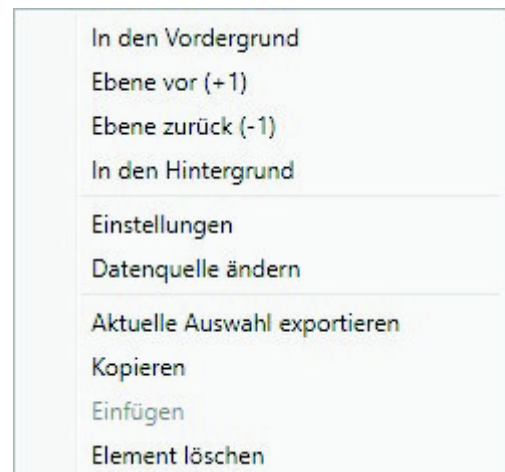 In den Vordergrund
Ebene vor (+1)
Ebene zurück (-1)
In den Hintergrund
Einstellungen
Datenquelle ändern
Aktuelle Auswahl exportieren
Kopieren
Einfügen
Element löschen